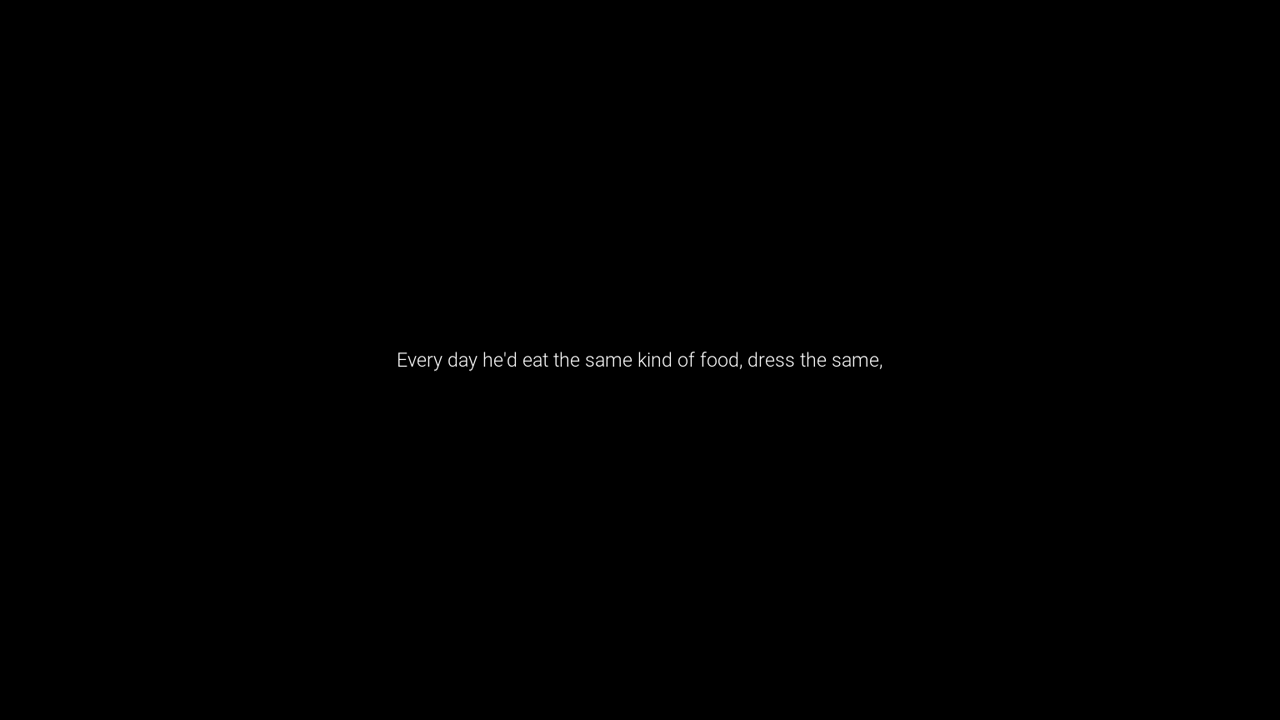 Every day he'd eat the same kind of food, dress the same,